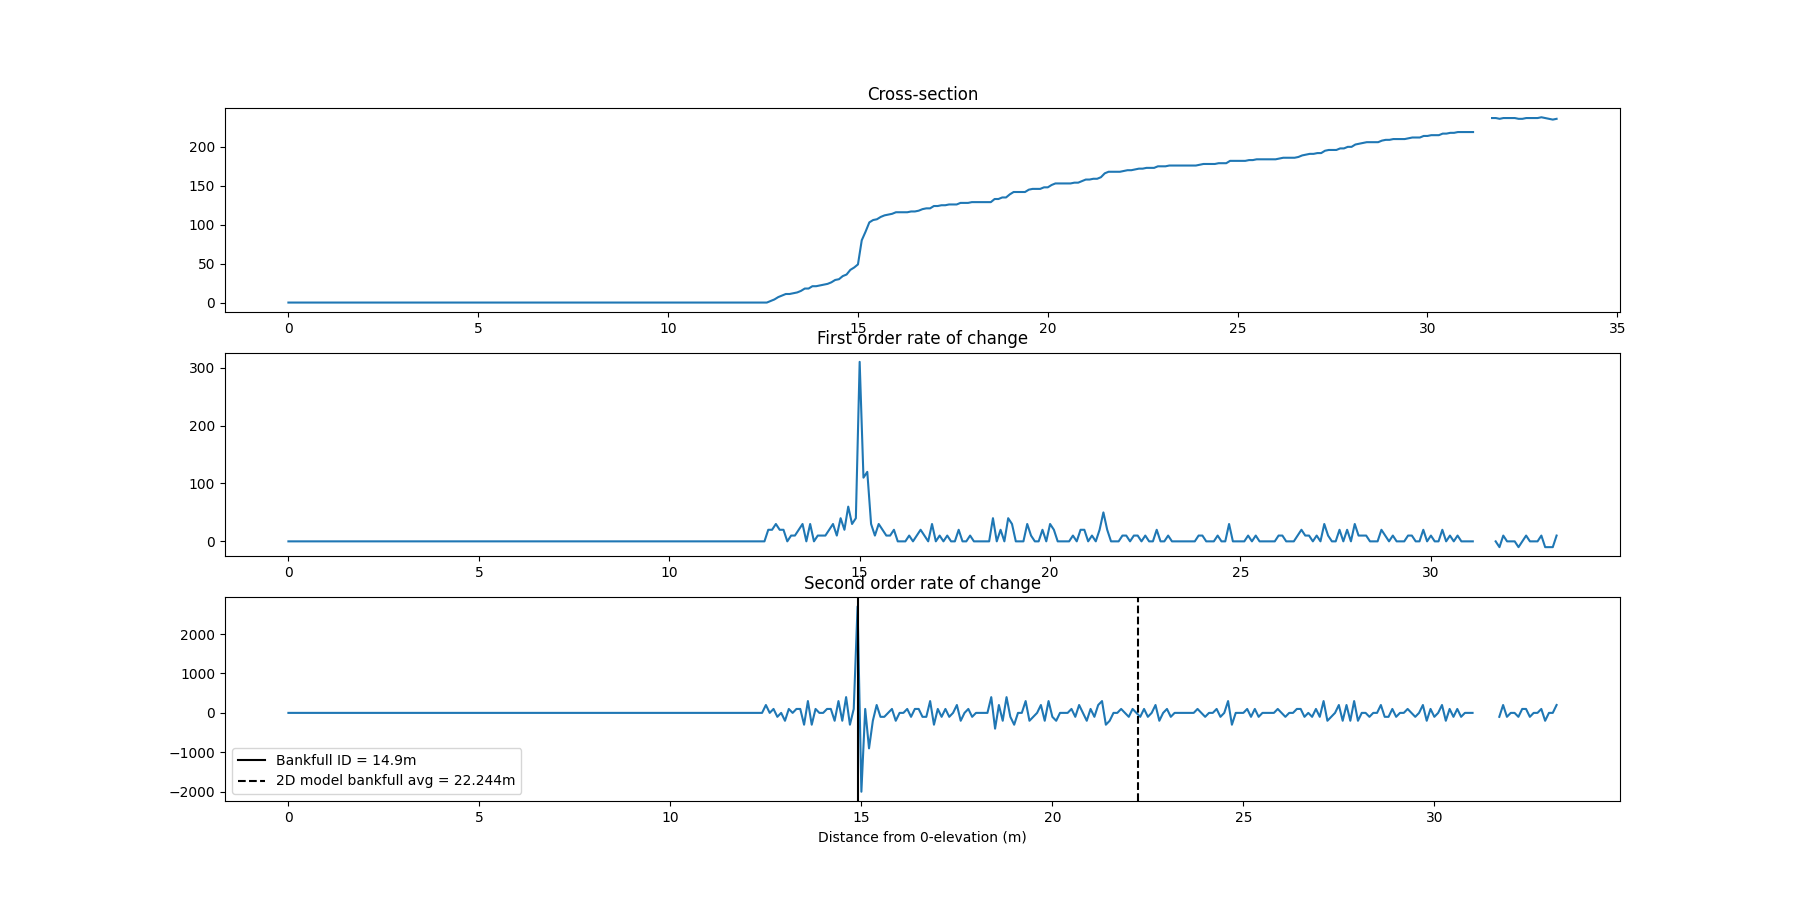 Cross-section
200
150
100
50
0
0 5 10 15 20 25 30 35
First order rate of change
300
200
100
0
0 5 10 15 20 25 30
Second order rate of change
2000
1000
0
−1000
−2000
Bankfull ID = 14.9m
2D model bankfull avg = 22.244m
0 5 10 15 20 25 30
Distance from 0-elevation (m)